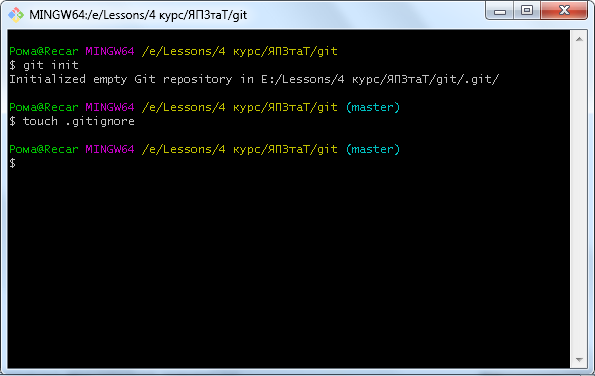 MINGW64:/e/Lessons/4 курс/ЯПЗтаТ/git
Рома@Recar MINGW64 /e/Lessons/4 курс/ЯПЗтаТ/git
$ git init
Initialized empty Git repository in E:/Lessons/4 курс/ЯПЗтаТ/git/.git/
Рома@Recar MINGW64 /e/Lessons/4 курс/ЯПЗтаТ/git (master)
$ touch .gitignore
Рома@Recar MINGW64 /e/Lessons/4 курс/ЯПЗтаТ/git (master)
$